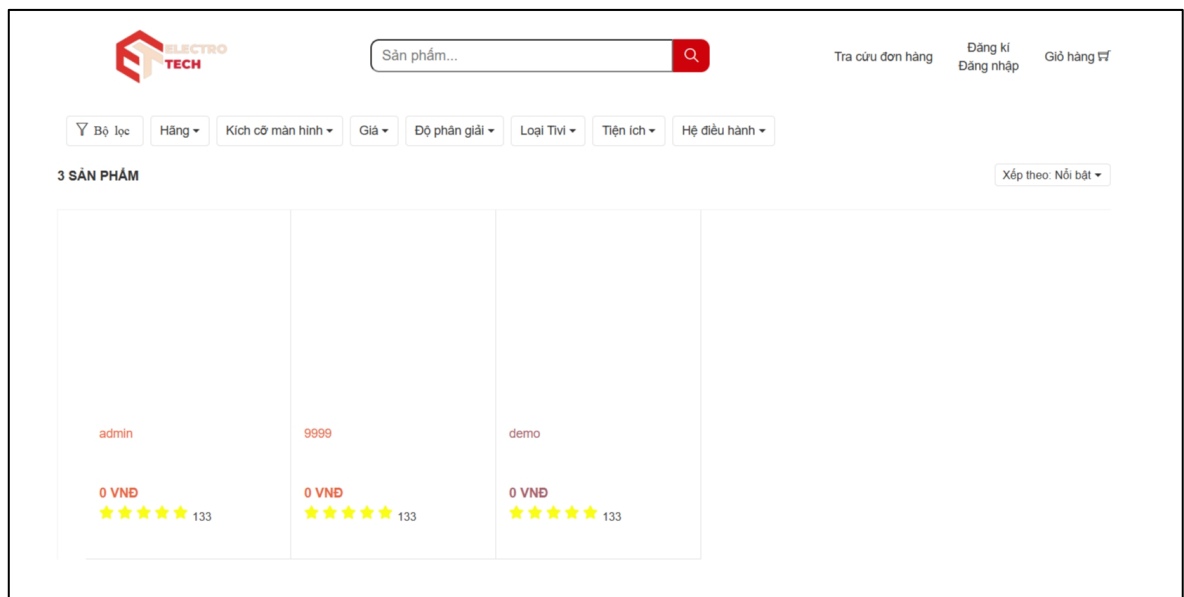 ELECTRO
TECH
Sản phẩm...
Tra cứu đơn hàng
Đăng kí
Đăng nhập
Giỏ hàng
Bộ lọc
Hãng
Kích cỡ màn hình
Giá
Độ phân giải
Loại Tivi
Tiện ích
Hệ điều hành
3 SẢN PHẨM
Xếp theo: Nổi bật
admin
9999
demo
0 VNĐ
0 VNĐ
0 VNĐ
133
133
133